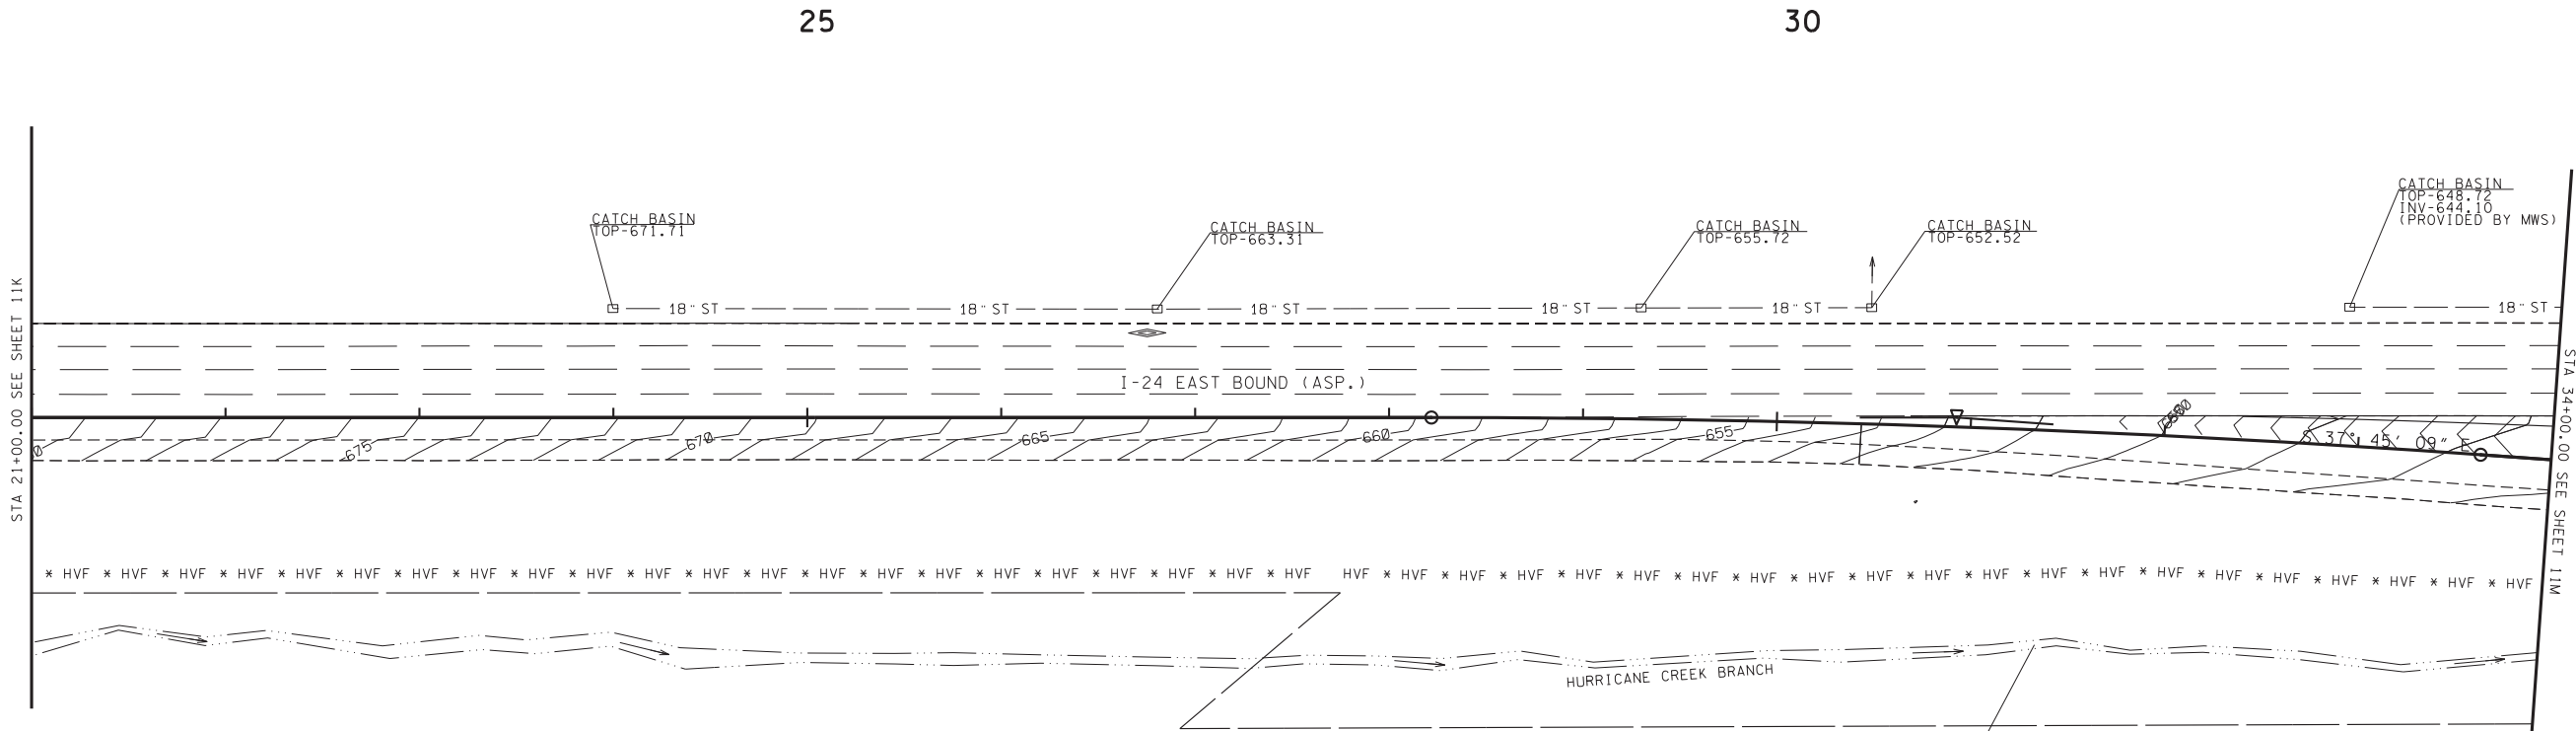 25
30
CATCH BASIN
TOP-671.71
CATCH BASIN
TOP-663.31
CATCH BASIN
TOP-655.72
CATCH BASIN
TOP-652.52
CATCH BASIN
TOP-648.72
INV-644.10
(PROVIDED BY MWS)
STA 21+00.00 SEE SHEET 11K
18" ST
18" ST
18" ST
18" ST
18" ST
18" ST
I-24 EAST BOUND (ASP.)
675
670
665
660
655
S 37° 45' 09" E
STA 34+00.00 SEE SHEET 11M
* HVF * HVF * HVF * HVF * HVF * HVF * HVF * HVF * HVF * HVF * HVF * HVF * HVF * HVF * HVF * HVF * HVF * HVF * HVF * HVF * HVF * HVF HVF * HVF * HVF * HVF * HVF * HVF * HVF * HVF * HVF * HVF * HVF * HVF * HVF * HVF * HVF * HVF * HVF * HVF * HVF * HVF * HVF
HURRICANE CREEK BRANCH